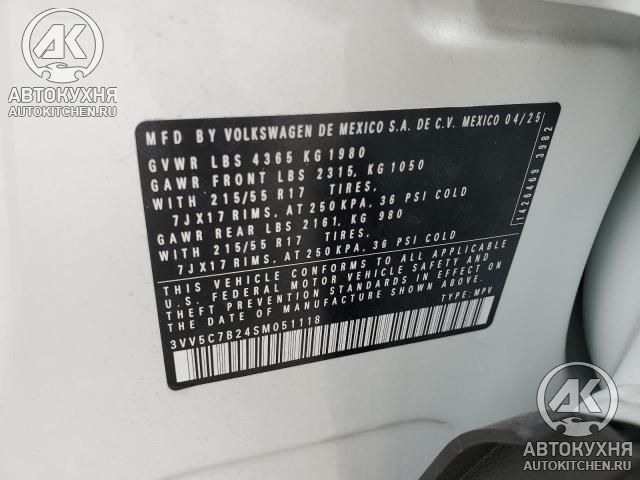 AK
АВТОКУХНЯ
AUTOKITCHEN.RU
MFD BY VOLKSWAGEN DE MEXICO S.A. DE C.V. MEXICO 04/25
GVWR LBS 4365 KG 1980
GAWR FRONT LBS 2315, KG 1050
WITH 215/55 R17 TIRES,
7JX17 RIMS, AT 250 KPA, 36 PSI COLD
GAWR REAR LBS 2161, KG 980
WITH 215/55 R17 TIRES,
7JX17 RIMS, AT 250 KPA, 36 PSI COLD
THIS VEHICLE CONFORMS TO ALL APPLICABLE
U.S. FEDERAL MOTOR VEHICLE SAFETY AND
THEFT PREVENTION STANDARDS IN EFFECT ON
THE DATE OF MANUFACTURE SHOWN ABOVE.
3VV5C7B24SM051118
TYPE: MPV
1426469 3982
AK
АВТОКУХНЯ
AUTOKITCHEN.RU